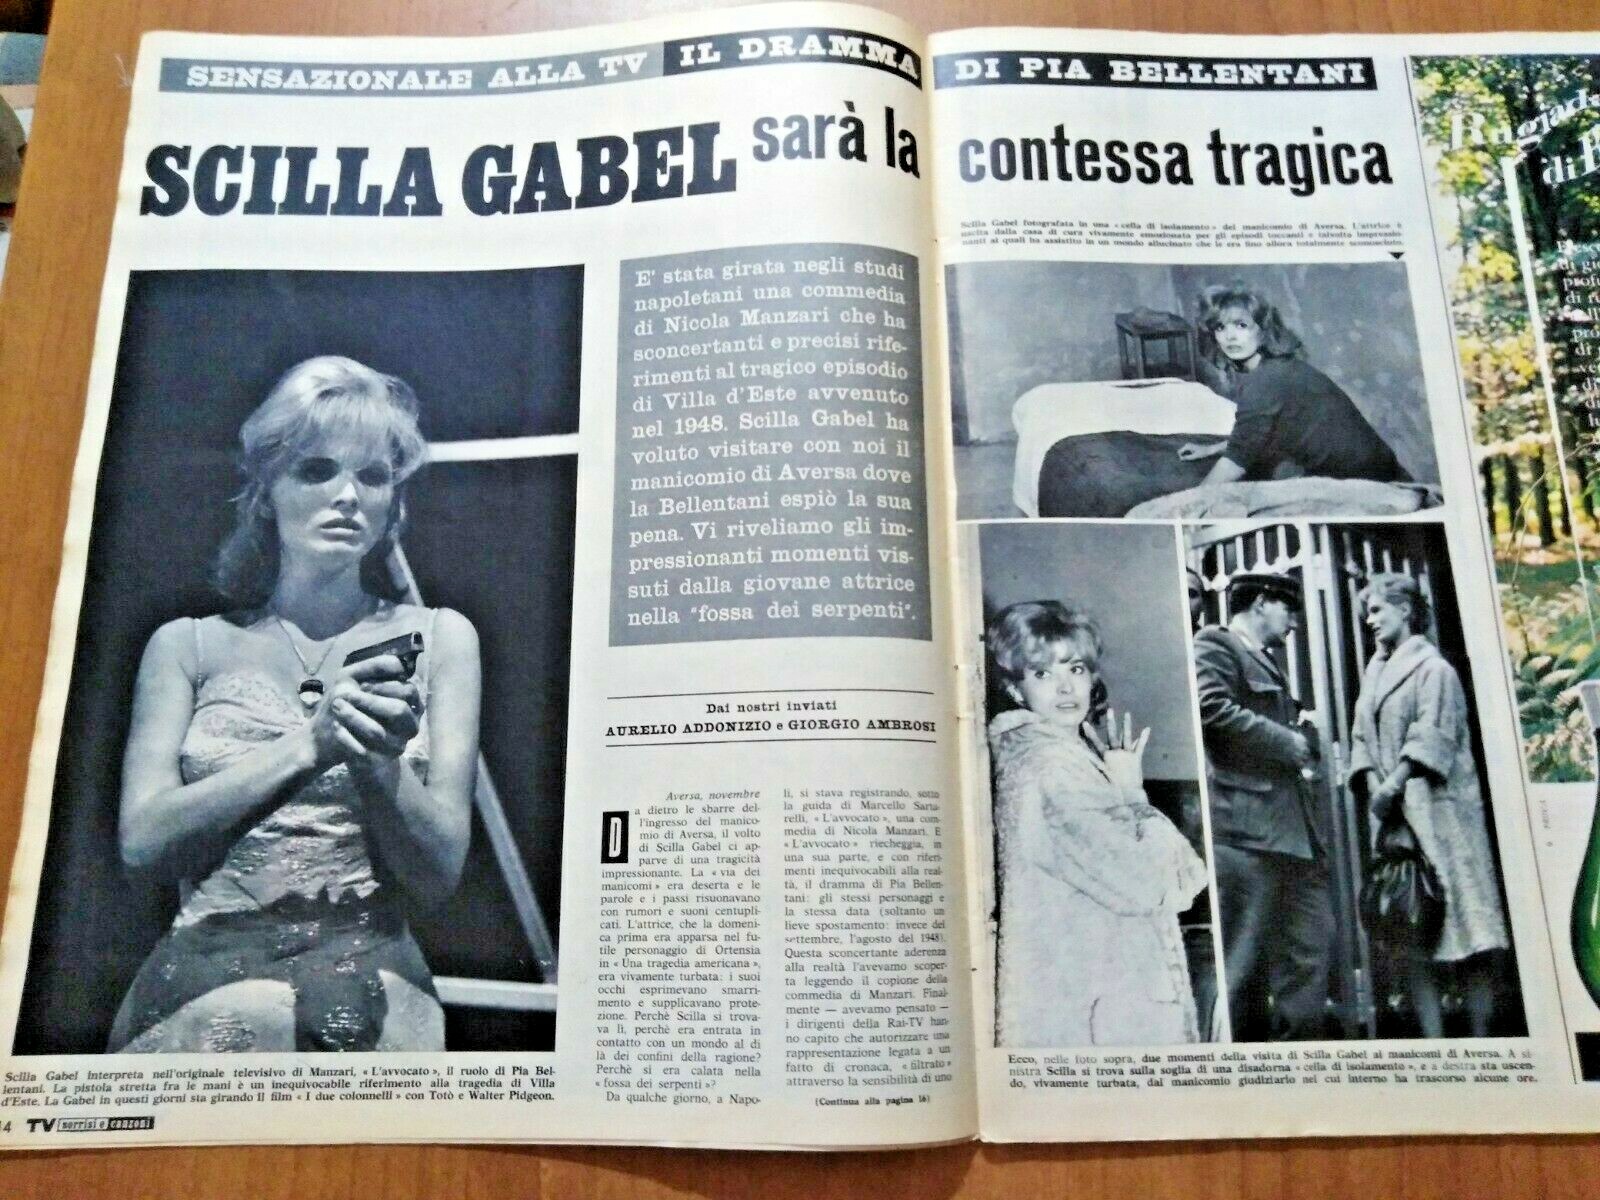 SENSAZIONALE ALLA TV IL DRAMMA DI PIA BELLENTANI
SCILLA GABEL sarà la contessa tragica
Scilla Gabel fotografata in una «cella di isolamento» del manicomio di Aversa. L'attrice è
uscita dalla casa di cura vivamente emozionata per gli episodi toccanti e talvolta impressio-
nanti ai quali ha assistito in un mondo allucinato che le era fino allora totalmente sconosciuto.
E' stata girata negli studi
napoletani una commedia
di Nicola Manzari che ha
sconcertanti e precisi rife-
rimenti al tragico episodio
di Villa d'Este avvenuto
nel 1948. Scilla Gabel ha
voluto visitare con noi il
manicomio di Aversa dove
la Bellentani espiò la sua
pena. Vi riveliamo gli im-
pressionanti momenti vis-
suti dalla giovane attrice
nella "fossa dei serpenti".
Dai nostri inviati
AURELIO ADDONIZIO e GIORGIO AMBROSI
Aversa, novembre
Da dietro le sbarre del-
l'ingresso del manico-
mio di Aversa, il volto
di Scilla Gabel ci ap-
parve di una tragicità
impressionante. La «via dei
manicomi» era deserta e le
parole e i passi risuonavano
con rumori e suoni centupli-
cati. L'attrice, che la domeni-
ca prima era apparsa nel fu-
tile personaggio di Ortensia
in «Una tragedia americana»,
era vivamente turbata: i suoi
occhi esprimevano smarri-
mento e supplicavano prote-
zione. Perchè Scilla si trova-
va lì, perchè era entrata in
contatto con un mondo al di
là dei confini della ragione?
Perchè si era calata nella
«fossa dei serpenti»?
Da qualche giorno, a Napo-
li, si stava registrando, sotto
la guida di Marcello Sarta-
relli, «L'avvocato», una com-
media di Nicola Manzari. E
«L'avvocato» riecheggia, in
una sua parte, e con riferi-
menti inequivocabili alla real-
tà, il dramma di Pia Bellen-
tani: gli stessi personaggi e
la stessa data (soltanto un
lieve spostamento: invece del
settembre, l'agosto del 1948).
Questa sconcertante aderenza
alla realtà l'avevamo scoper-
ta leggendo il copione della
commedia di Manzari. Final-
mente — avevamo pensato —
i dirigenti della Rai-TV han-
no capito che autorizzare una
rappresentazione legata a un
fatto di cronaca, «filtrato»
attraverso la sensibilità di uno
(Continua alla pagina 16)
Scilla Gabel interpreta nell'originale televisivo di Manzari, «L'avvocato», il ruolo di Pia Bel-
lentani. La pistola stretta fra le mani è un inequivocabile riferimento alla tragedia di Villa
d'Este. La Gabel in questi giorni sta girando il film «I due colonnelli» con Totò e Walter Pidgeon.
Ecco, nelle foto sopra, due momenti della visita di Scilla Gabel ai manicomi di Aversa. A si-
nistra Scilla si trova sulla soglia di una disadorna «cella di isolamento», e a destra sta uscen-
do, vivamente turbata, dal manicomio giudiziario nel cui interno ha trascorso alcune ore.
14 TV sorrisi e canzoni
di